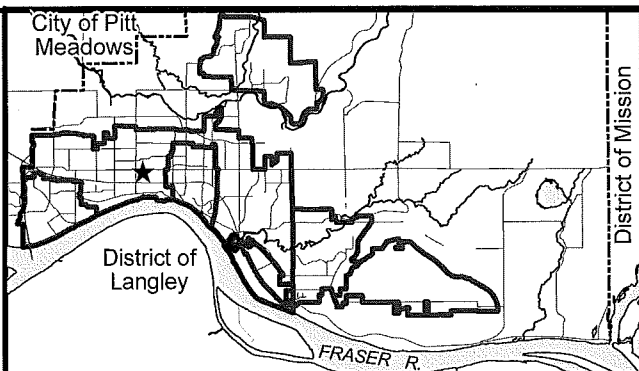 City of Pitt
Meadows
District of Mission
District of
Langley
FRASER R.